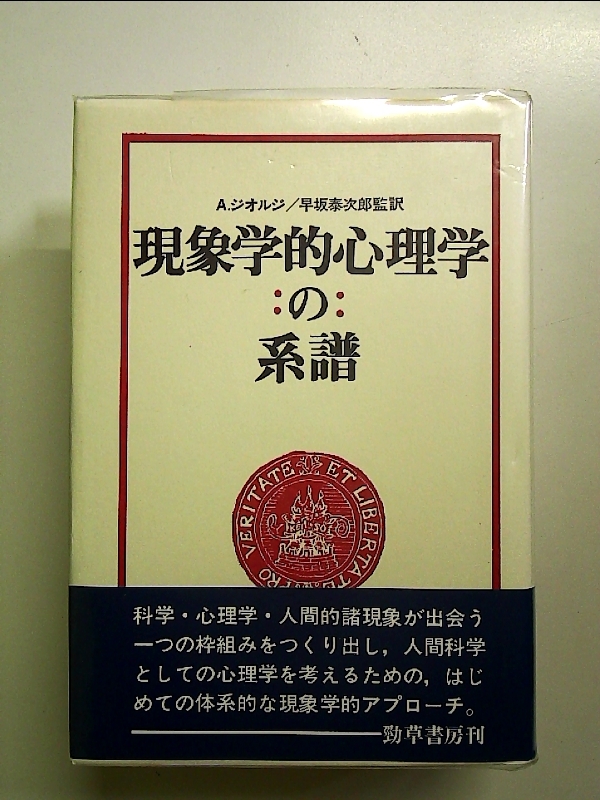 A.ジオルジ／早坂泰次郎監訳
現象学的心理学
:の:
系譜
VERITATE ET LIBERTATE
科学・心理学・人間的諸現象が出会う
一つの枠組みをつくり出し，人間科学
としての心理学を考えるための，はじ
めての体系的な現象学的アプローチ。
勁草書房刊